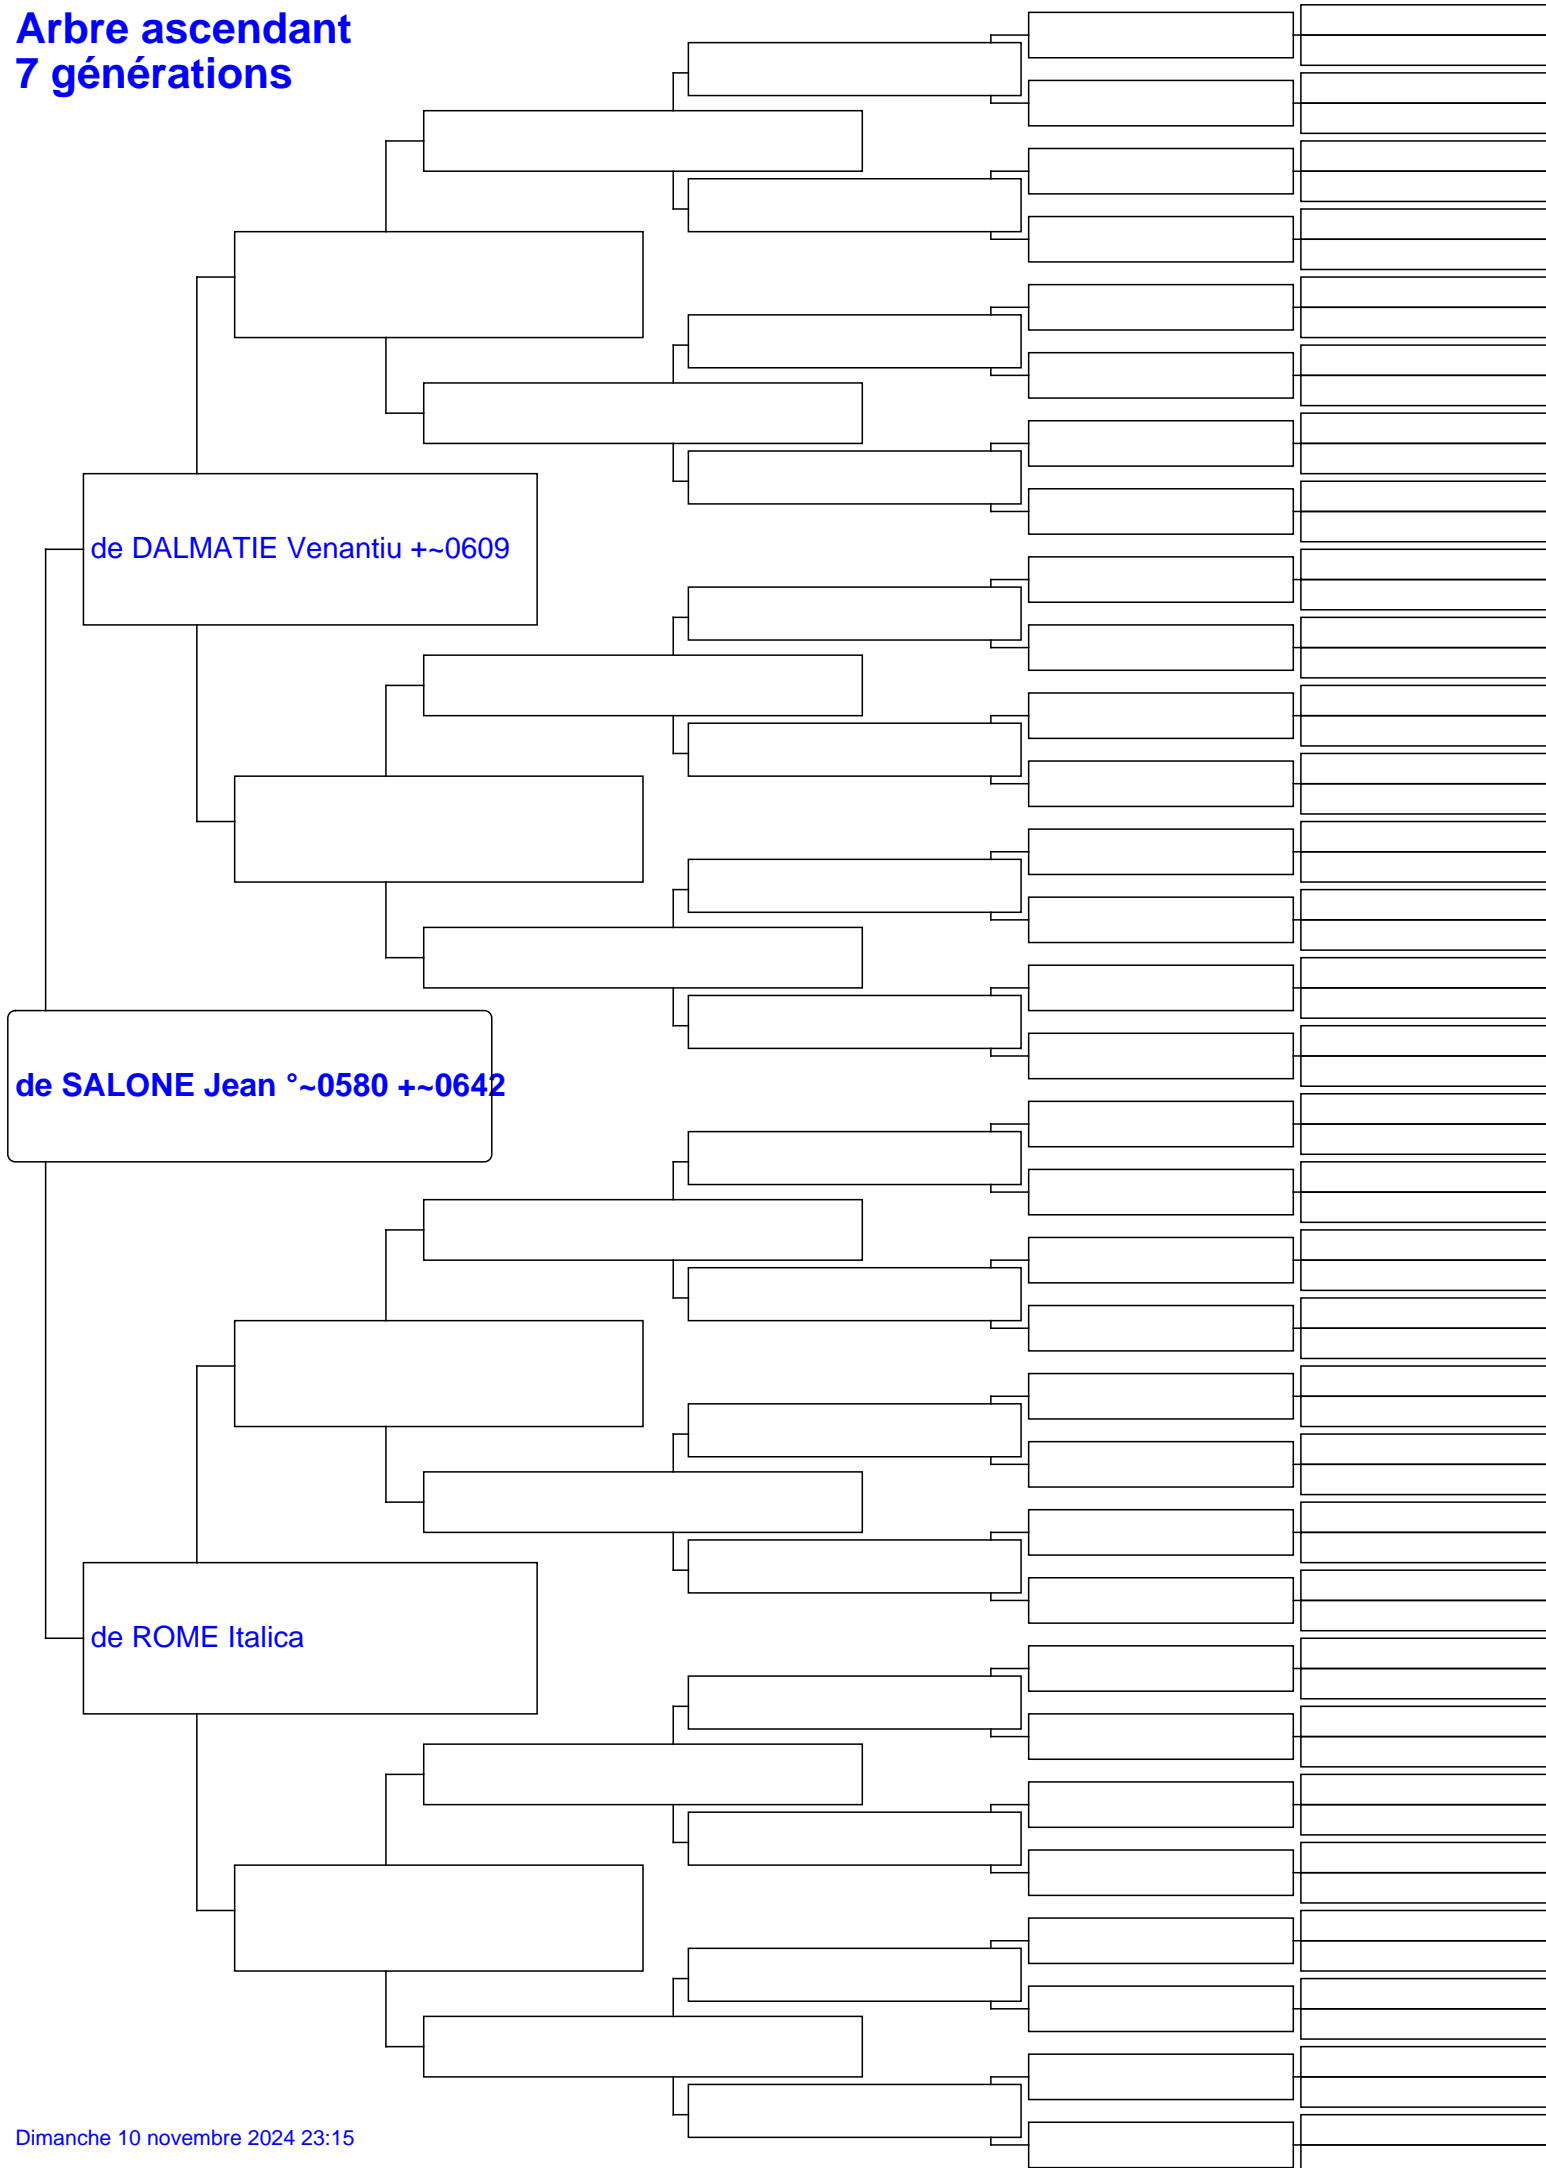 Arbre ascendant
7 générations
de DALMATIE Venantiu +~0609
de SALONE Jean °~0580 +~0642
de ROME Italica
Dimanche 10 novembre 2024 23:15